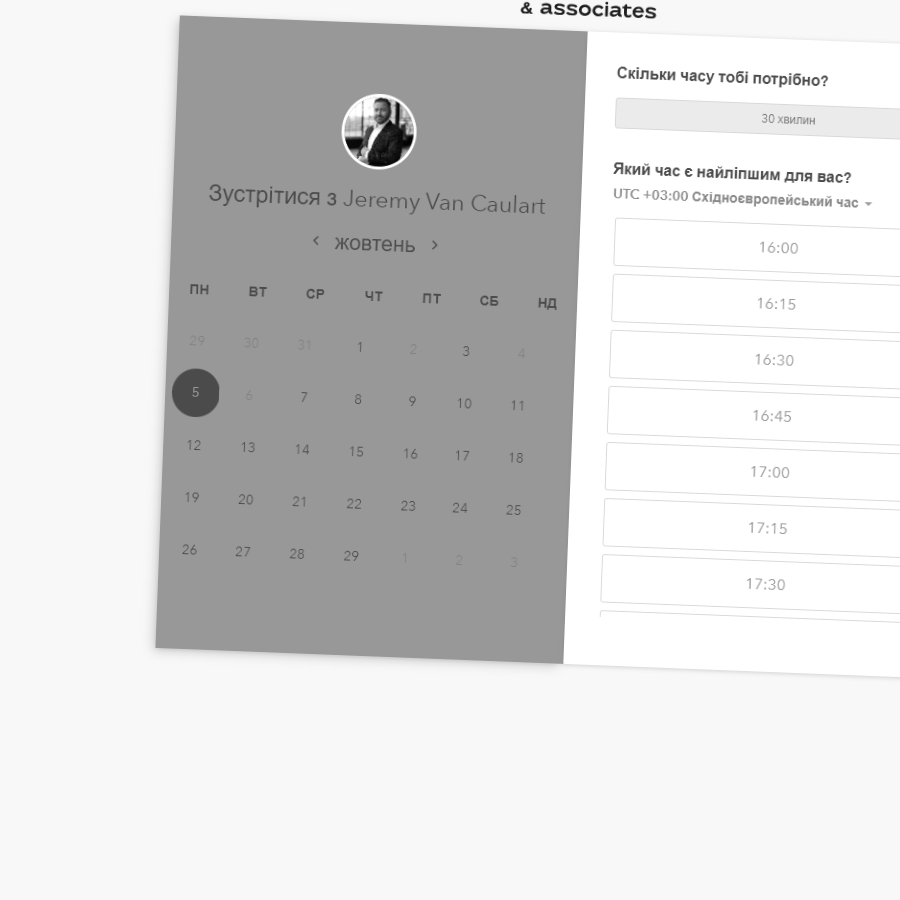 & associates
Зустрітися з Jeremy Van Caulart
жовтень
ПН ВТ СР ЧТ ПТ СБ НД
29 30 31 1 2 3 4
5 6 7 8 9 10 11
12 13 14 15 16 17 18
19 20 21 22 23 24 25
26 27 28 29 1 2 3
Скільки часу тобі потрібно?
30 хвилин
Який час є найліпшим для вас?
UTC +03:00 Східноєвропейський час
16:00
16:15
16:30
16:45
17:00
17:15
17:30